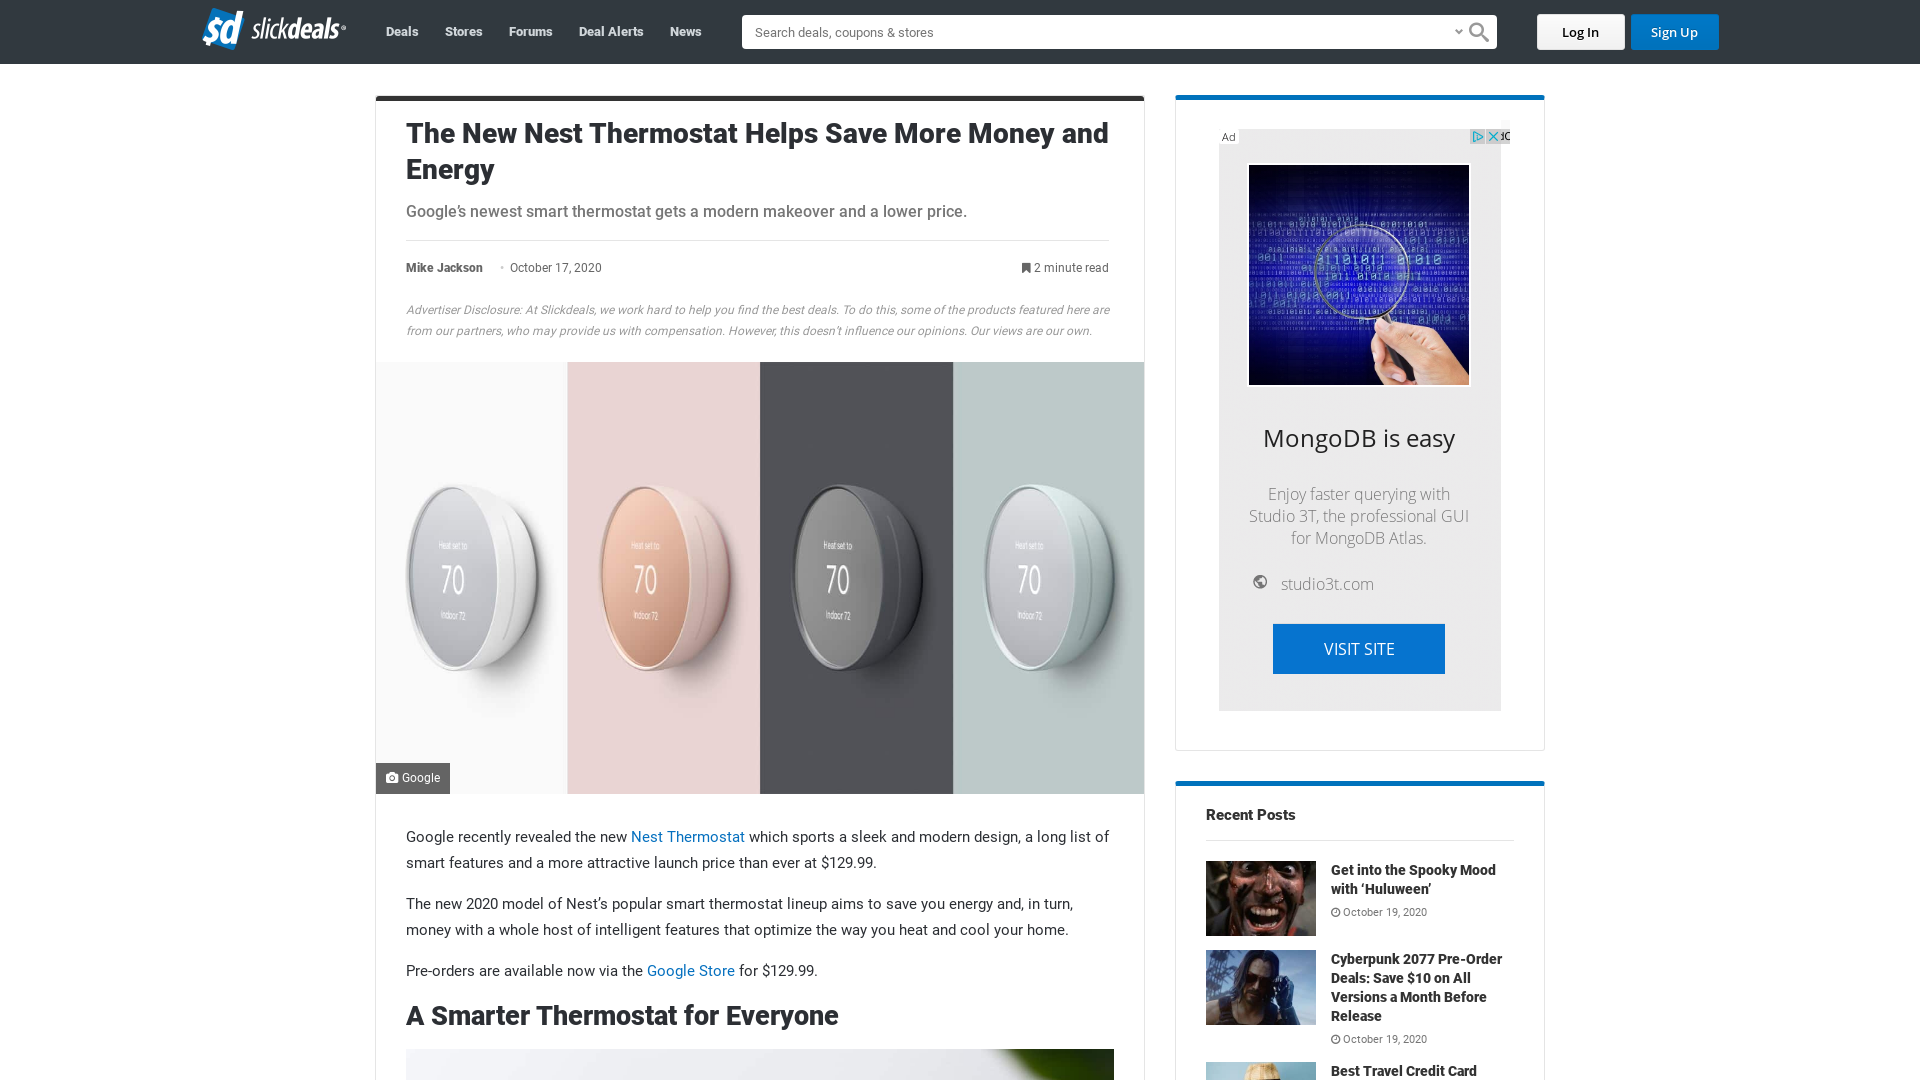 sd slickdeals
Deals
Stores
Forums
Deal Alerts
News
Search deals, coupons & stores
Log In
Sign Up
The New Nest Thermostat Helps Save More Money and
Energy
Google’s newest smart thermostat gets a modern makeover and a lower price.
Mike Jackson • October 17, 2020
2 minute read
Advertiser Disclosure: At Slickdeals, we work hard to help you find the best deals. To do this, some of the products featured here are
from our partners, who may provide us with compensation. However, this doesn’t influence our opinions. Our views are our own.
Heat set to
70
Indoor 72
Heat set to
70
Indoor 72
Heat set to
70
Indoor 72
Heat set to
70
Indoor 72
Google
Google recently revealed the new Nest Thermostat which sports a sleek and modern design, a long list of
smart features and a more attractive launch price than ever at $129.99.
The new 2020 model of Nest’s popular smart thermostat lineup aims to save you energy and, in turn,
money with a whole host of intelligent features that optimize the way you heat and cool your home.
Pre-orders are available now via the Google Store for $129.99.
A Smarter Thermostat for Everyone
Ad
MongoDB is easy
Enjoy faster querying with
Studio 3T, the professional GUI
for MongoDB Atlas.
studio3t.com
VISIT SITE
Recent Posts
Get into the Spooky Mood
with ‘Huluween’
October 19, 2020
Cyberpunk 2077 Pre-Order
Deals: Save $10 on All
Versions a Month Before
Release
October 19, 2020
Best Travel Credit Card